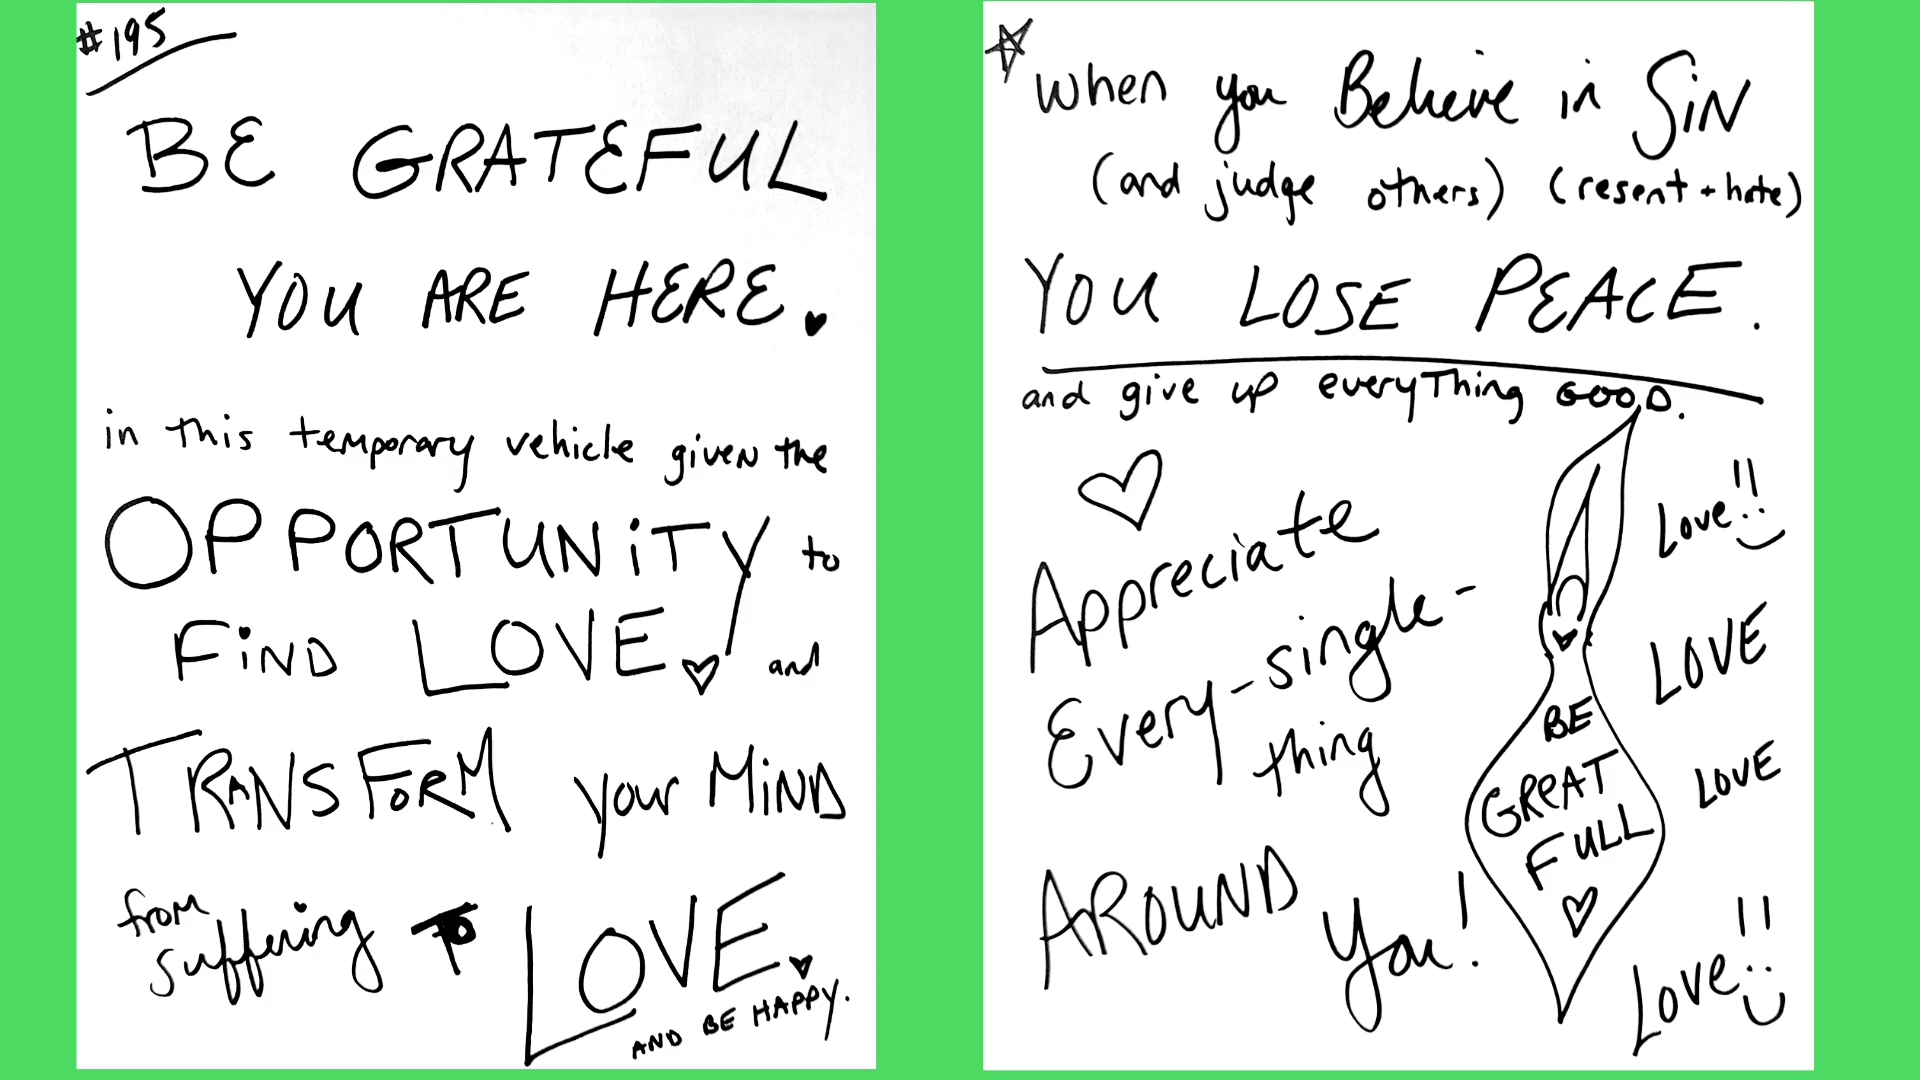 #195
BE GRATEFUL
YOU ARE HERE.
in this temporary vehicle given the
OPPORTUNiTY to
FiND LOVE and
TRANSFORM your MiND
from suffering TO LOVE.
AND BE HAPPY.
When you Believe in SiN
(and judge others) (resent + hate)
YOU LOSE PEACE.
and give up everyThing GOOD.
Appreciate
Every-single-
thing
AROUND You!
BE
GREAT
FULL
Love!!
LOVE
LOVE
Love!!